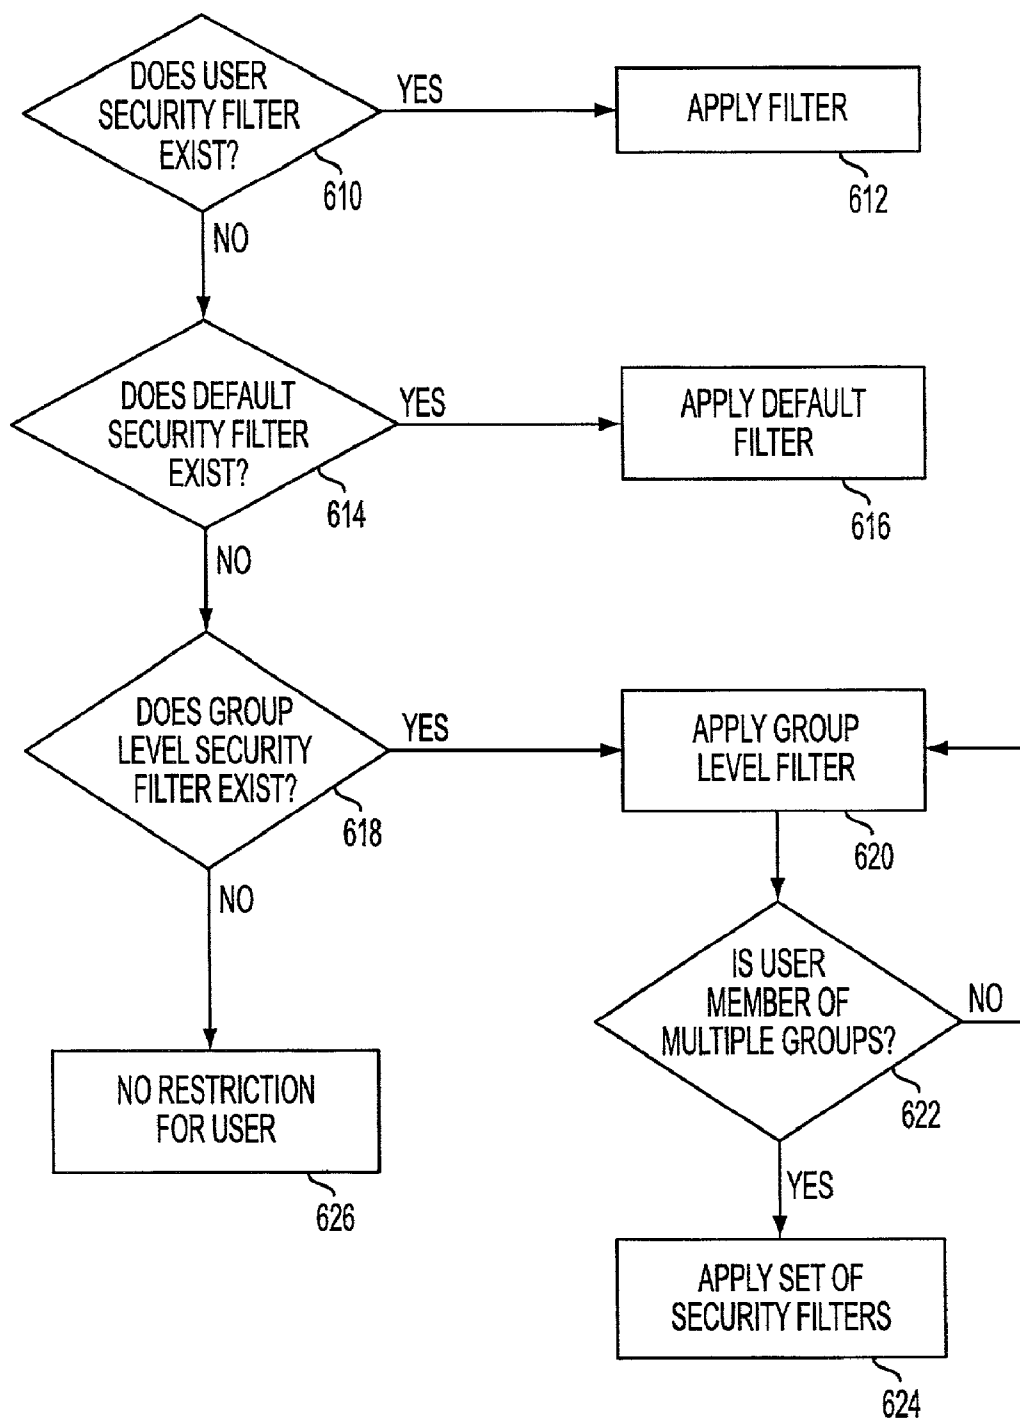 DOES USER
SECURITY FILTER
EXIST?
YES
APPLY FILTER
610
612
NO
DOES DEFAULT
SECURITY FILTER
EXIST?
YES
APPLY DEFAULT
FILTER
614
616
NO
DOES GROUP
LEVEL SECURITY
FILTER EXIST?
YES
APPLY GROUP
LEVEL FILTER
618
620
NO
IS USER
MEMBER OF
MULTIPLE GROUPS?
NO
622
NO RESTRICTION
FOR USER
626
YES
APPLY SET OF
SECURITY FILTERS
624